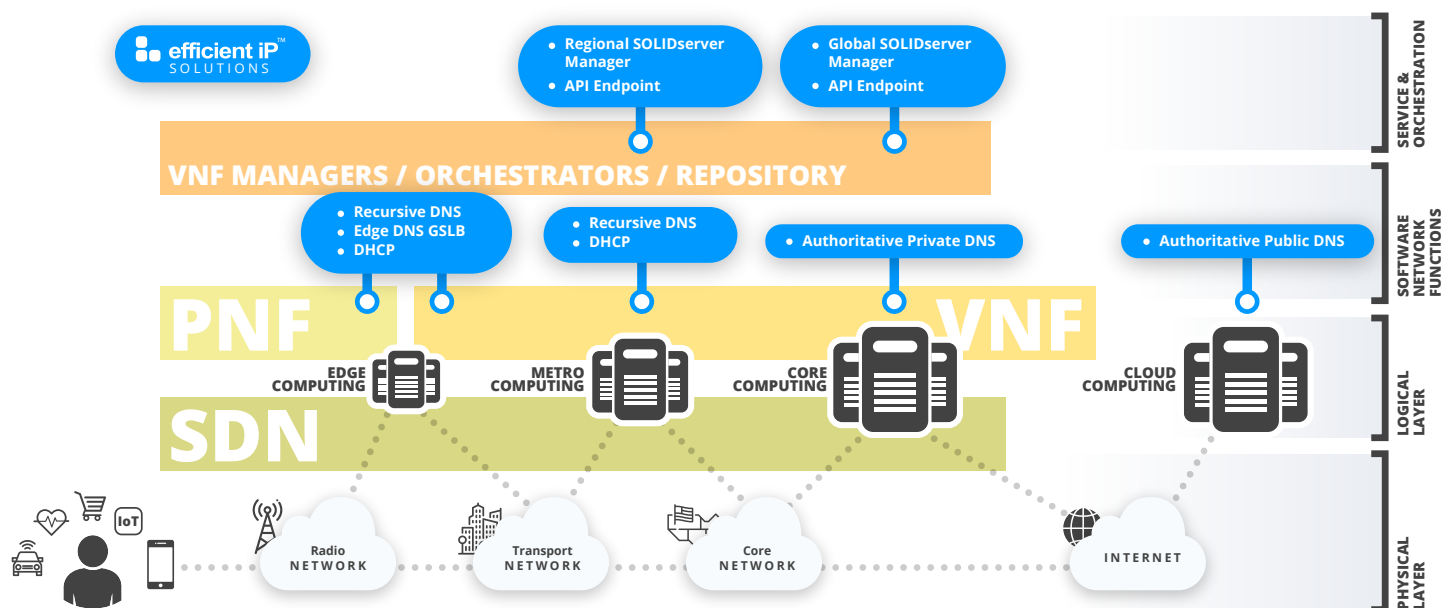 efficient iP™
SOLUTIONS
• Regional SOLIDserver
Manager
• API Endpoint
• Global SOLIDserver
Manager
• API Endpoint
SERVICE &
ORCHESTRATION
VNF MANAGERS / ORCHESTRATORS / REPOSITORY
• Recursive DNS
• Edge DNS GSLB
• DHCP
• Recursive DNS
• DHCP
• Authoritative Private DNS
• Authoritative Public DNS
SOFTWARE
NETWORK
FUNCTIONS
PNF
VNF
EDGE
COMPUTING
METRO
COMPUTING
CORE
COMPUTING
CLOUD
COMPUTING
LOGICAL
LAYER
SDN
IoT
Radio
NETWORK
Transport
NETWORK
Core
NETWORK
INTERNET
PHYSICAL
LAYER